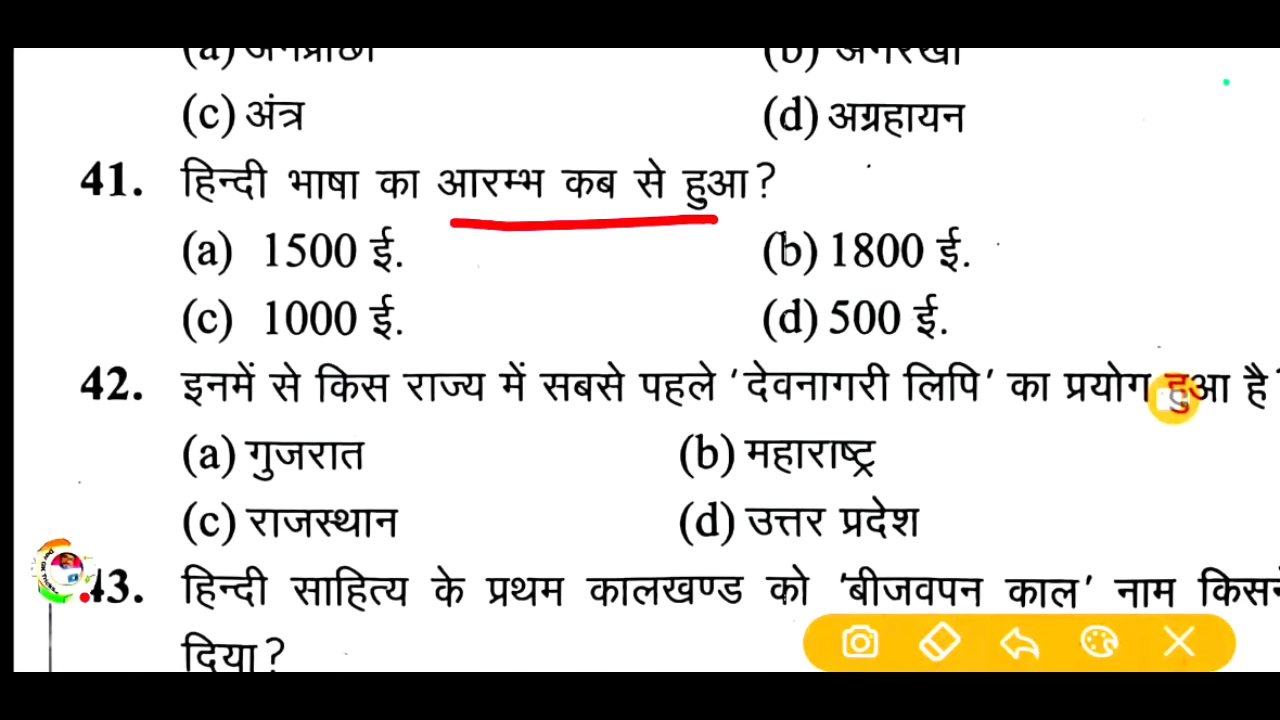 (c) अंत्र (d) अग्रहायन
41. हिन्दी भाषा का आरम्भ कब से हुआ?
(a) 1500 ई. (b) 1800 ई.
(c) 1000 ई. (d) 500 ई.
42. इनमें से किस राज्य में सबसे पहले 'देवनागरी लिपि' का प्रयोग हुआ है?
(a) गुजरात (b) महाराष्ट्र
(c) राजस्थान (d) उत्तर प्रदेश
43. हिन्दी साहित्य के प्रथम कालखण्ड को 'बीजवपन काल' नाम
दिया?